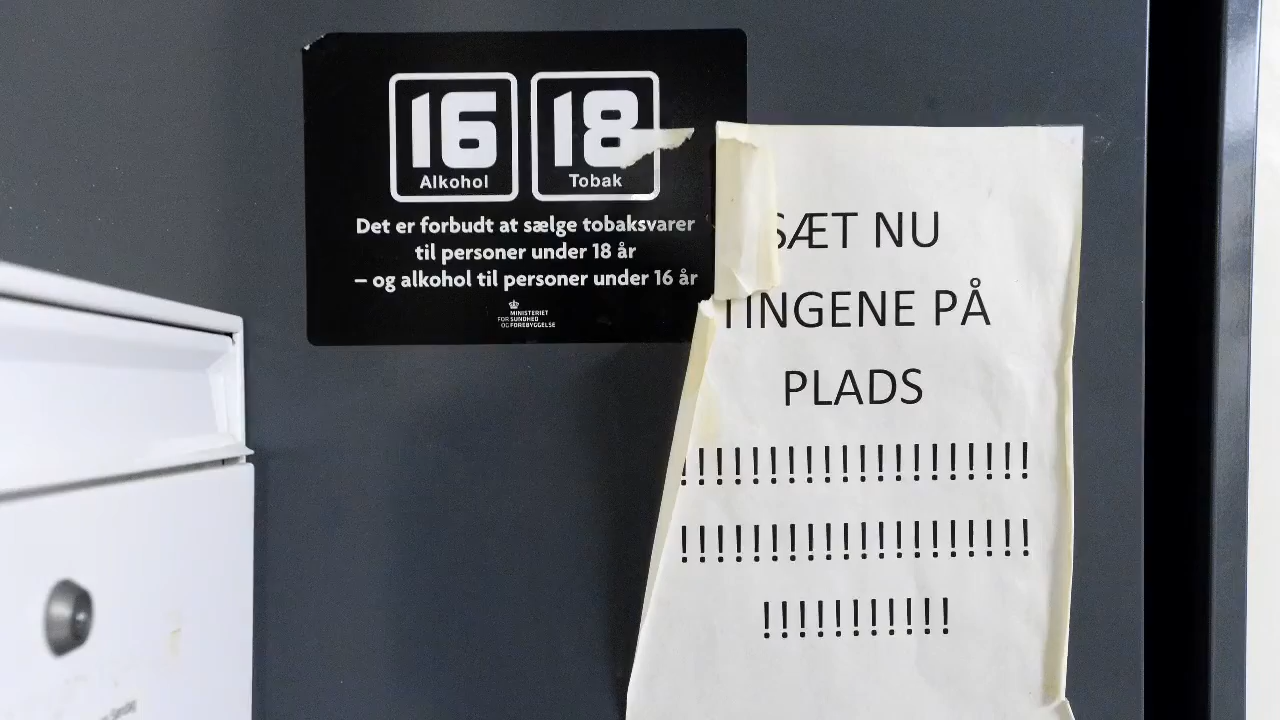 16 18
Alkohol Tobak
Det er forbudt at sælge tobaksvarer
til personer under 18 år
– og alkohol til personer under 16 år
MINISTERIET
FOR SUNDHED
OG FOREBYGGELSE
SÆT NU
TINGENE PÅ
PLADS
!!!!!!!!!!!!!!!!!!!!
!!!!!!!!!!!!!!!!!!!!
!!!!!!!!!!!